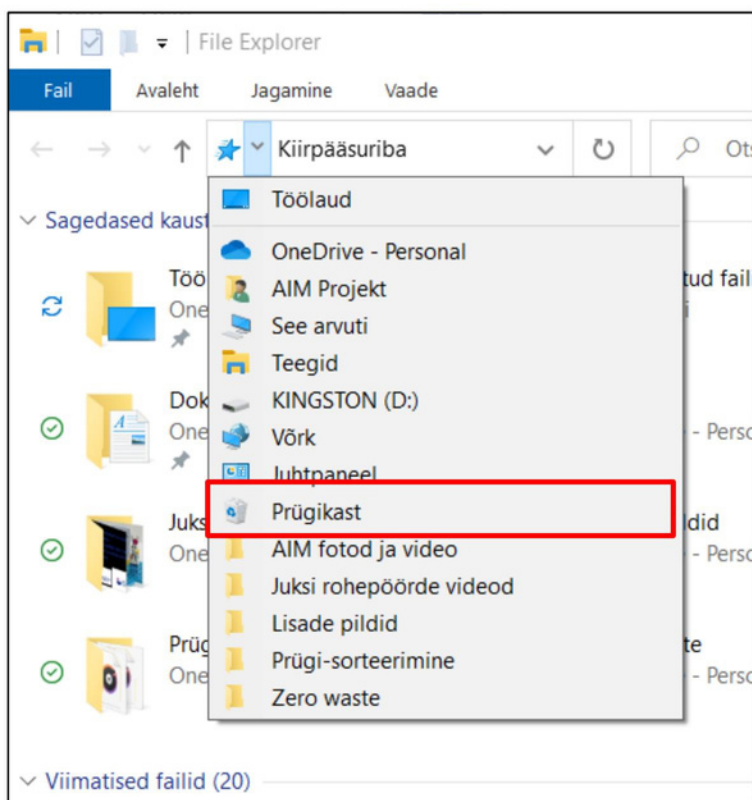 File Explorer
Fail Avaleht Jagamine Vaade
Kiirpääsuriba
Töölaud
Sagedased kaust
OneDrive - Personal
AIM Projekt
See arvuti
Teegid
KINGSTON (D:)
Võrk
Juhtpaneel
Prügikast
AIM fotod ja video
Juksi rohepöörde videod
Lisade pildid
Prügi-sorteerimine
Zero waste
Viimatised failid (20)